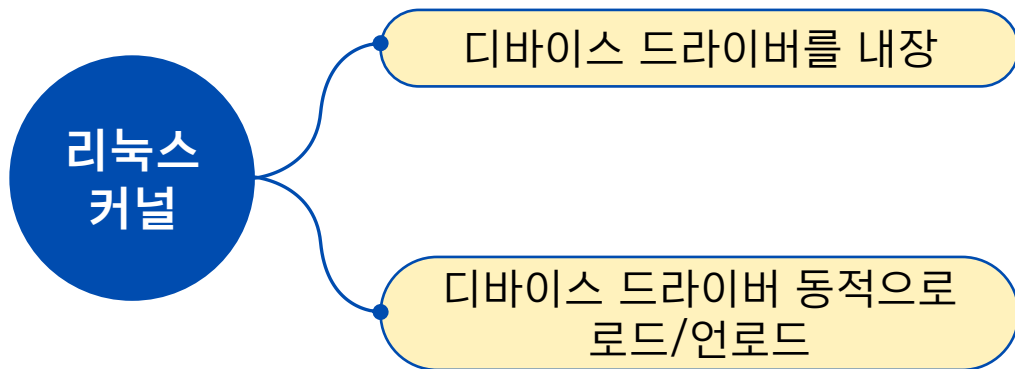 리눅스
커널
디바이스 드라이버를 내장
디바이스 드라이버 동적으로
로드/언로드